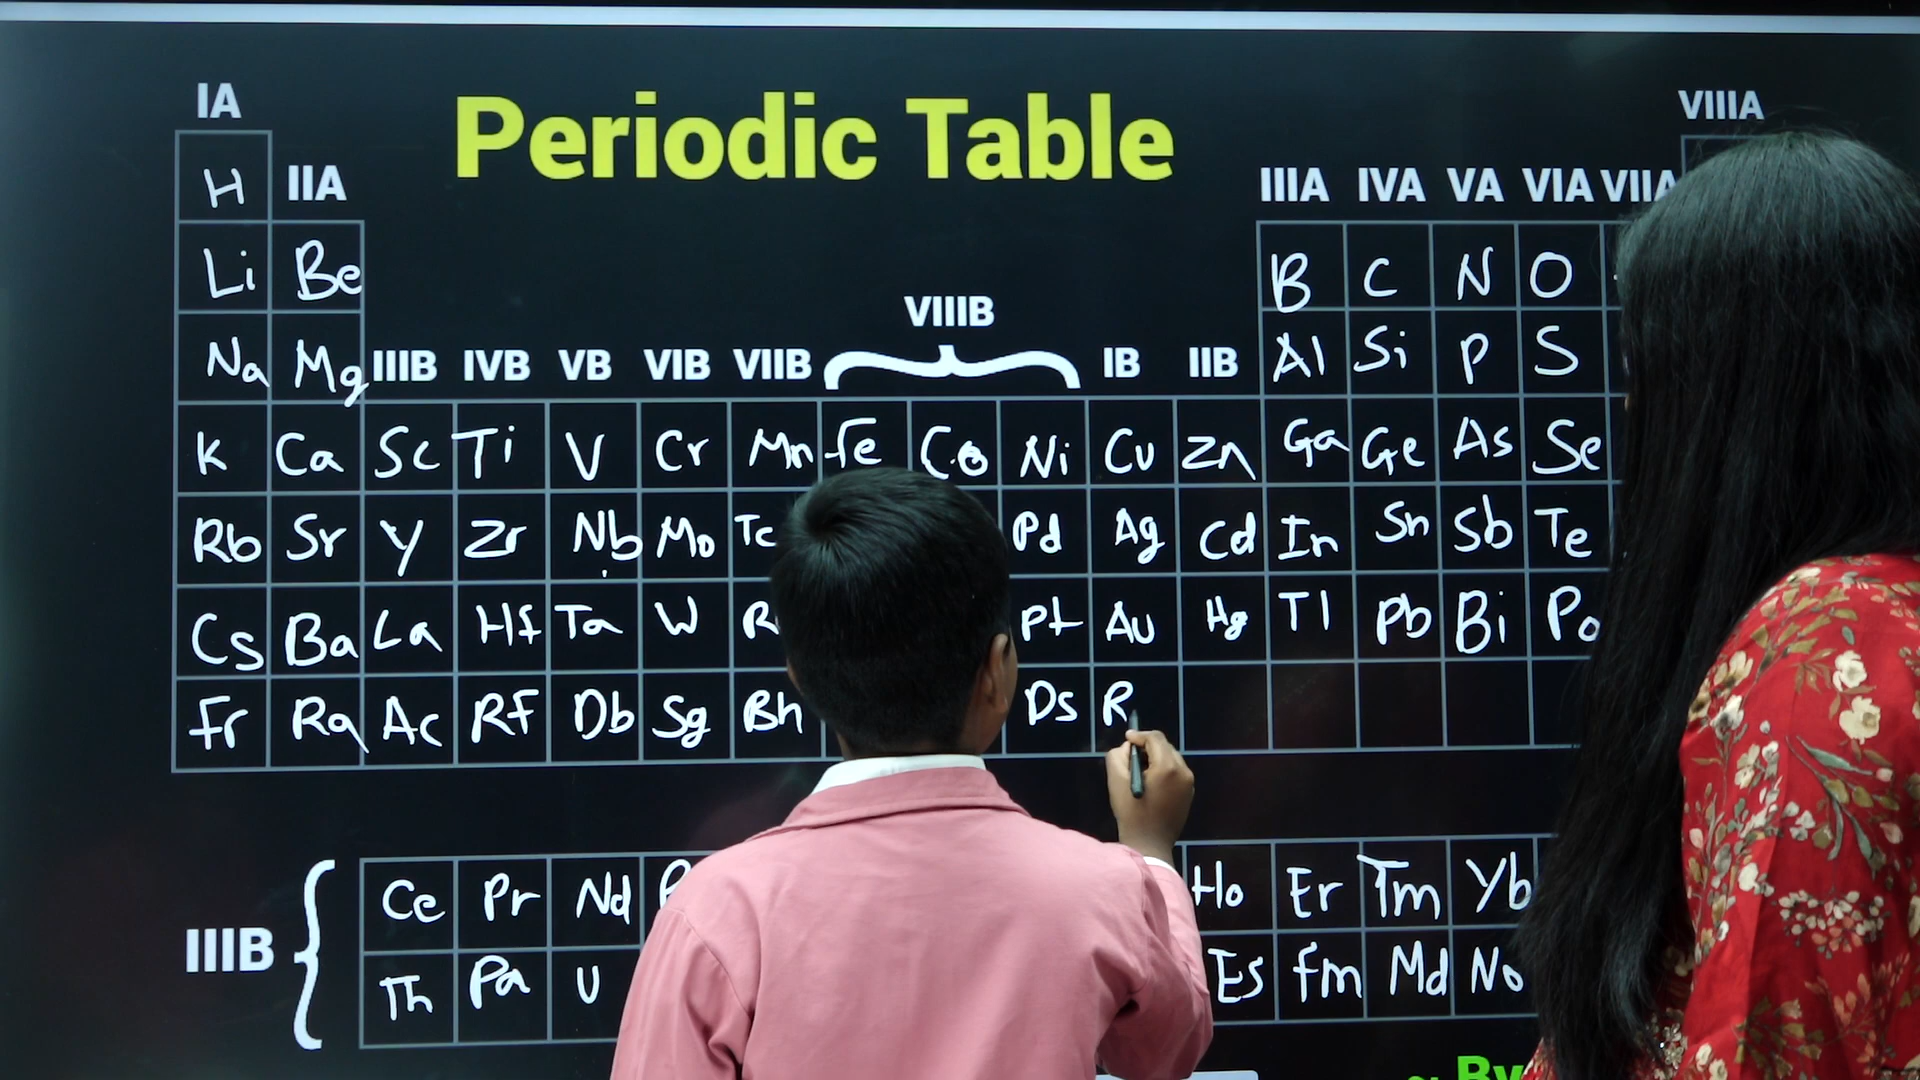 IA
Periodic Table
VIIIA
H IIA IIIA IVA VA VIA VIIA
Li Be B C N O
VIIIB
Na Mg IIIB IVB VB VIB VIIB IB IIB Al Si P S
K Ca Sc Ti V Cr Mn Fe Co Ni Cu Zn Ga Ge As Se
Rb Sr Y Zr Nb Mo Tc Pd Ag Cd In Sn Sb Te
Cs Ba La Hf Ta W R Pt Au Hg Tl Pb Bi Po
Fr Ra Ac Rf Db Sg Bh Ds R
Ce Pr Nd Ho Er Tm Yb
IIIB
Th Pa U Es Fm Md No
By